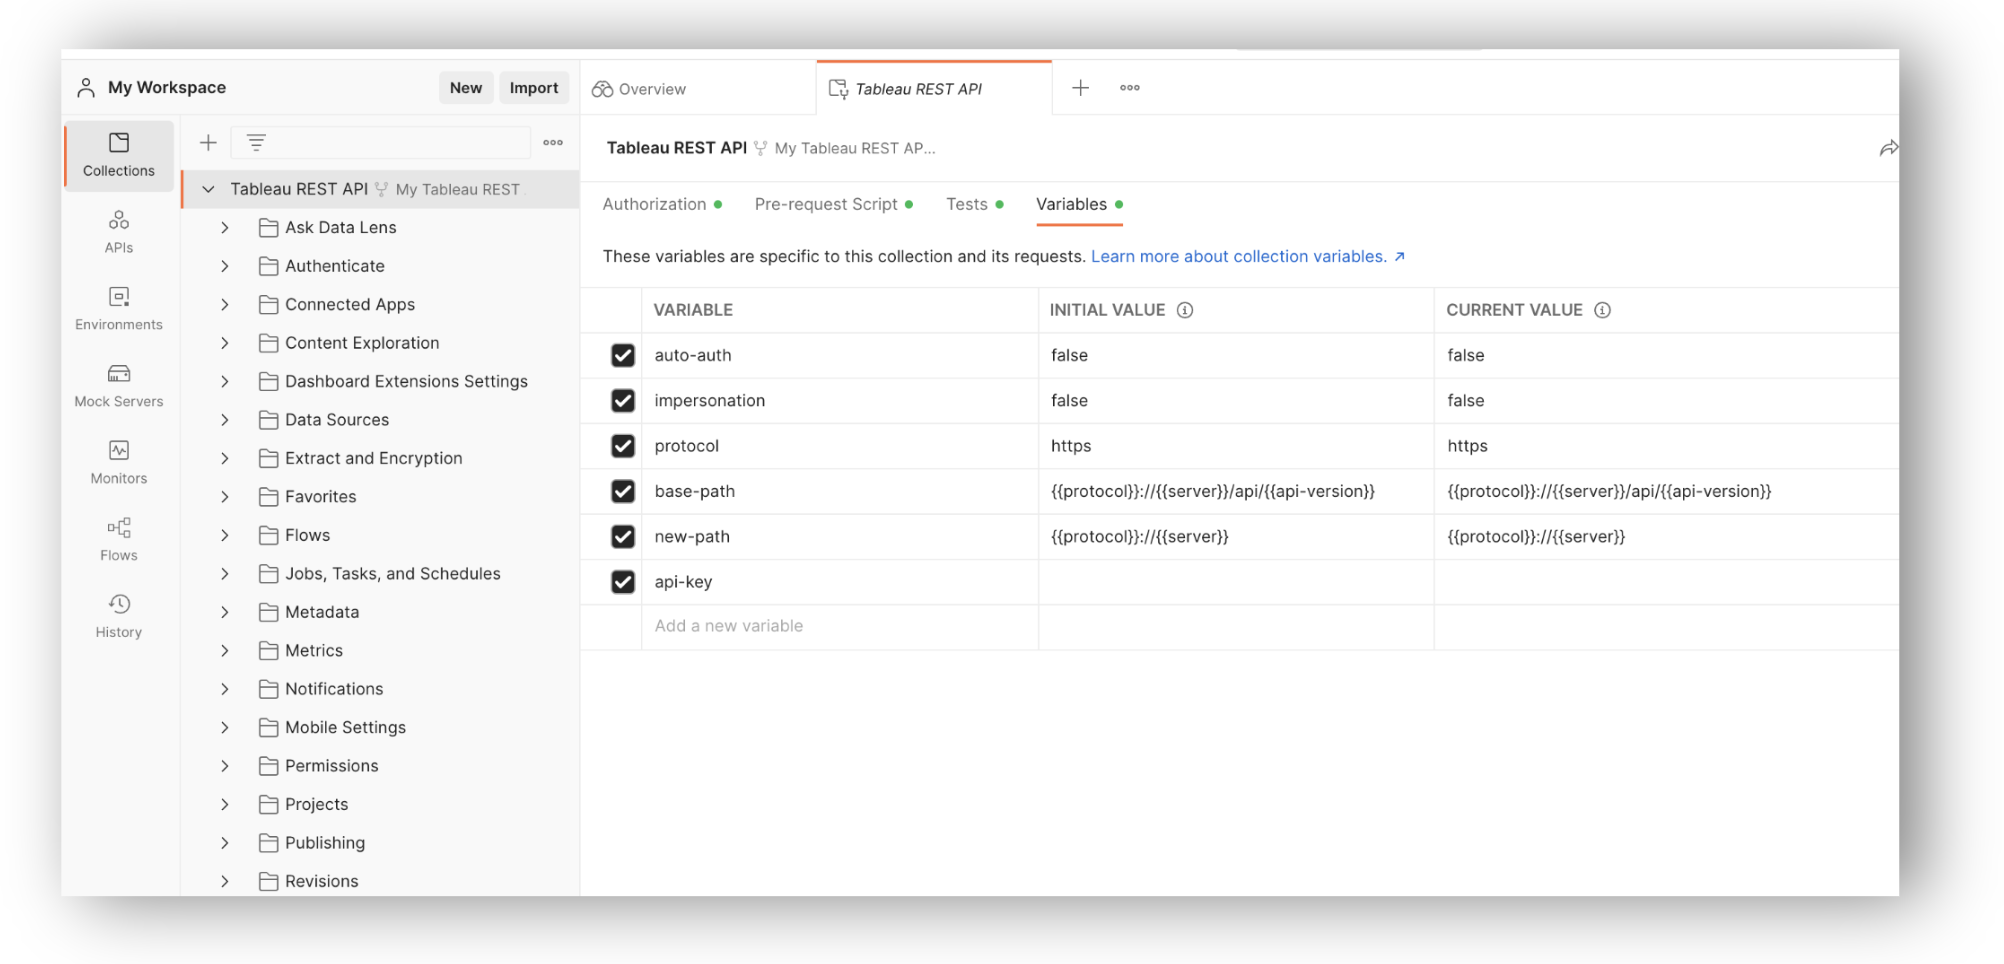 My Workspace
New
Import
Overview
Tableau REST API
Collections
APIs
Environments
Mock Servers
Monitors
Flows
History
Tableau REST API My Tableau REST
Ask Data Lens
Authenticate
Connected Apps
Content Exploration
Dashboard Extensions Settings
Data Sources
Extract and Encryption
Favorites
Flows
Jobs, Tasks, and Schedules
Metadata
Metrics
Notifications
Mobile Settings
Permissions
Projects
Publishing
Revisions
Tableau REST API My Tableau REST AP...
Authorization Pre-request Script Tests Variables
These variables are specific to this collection and its requests. Learn more about collection variables. ↗
VARIABLE INITIAL VALUE CURRENT VALUE
auto-auth false false
impersonation false false
protocol https https
base-path {{protocol}}://{{server}}/api/{{api-version}} {{protocol}}://{{server}}/api/{{api-version}}
new-path {{protocol}}://{{server}} {{protocol}}://{{server}}
api-key
Add a new variable